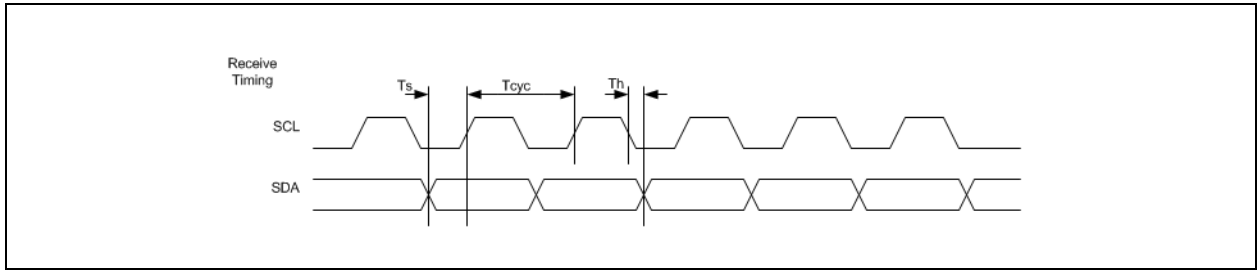 Receive
Timing
Ts
Tcyc
Th
SCL
SDA